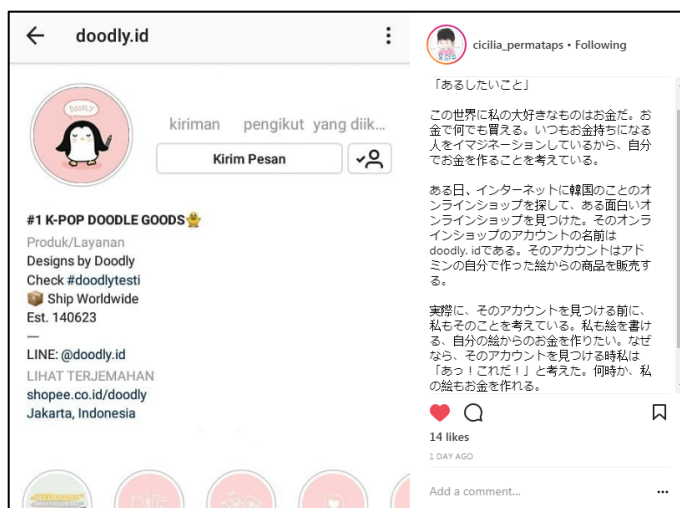 doodly.id
DOODLY
kiriman pengikut yang diik...
Kirim Pesan
#1 K-POP DOODLE GOODS🐥
Produk/Layanan
Designs by Doodly
Check #doodlytesti
📦 Ship Worldwide
Est. 140623
—
LINE: @doodly.id
LIHAT TERJEMAHAN
shopee.co.id/doodly
Jakarta, Indonesia
cicilia_permataps • Following
「あるしたいこと」
この世界に私の大好きなものはお金だ。お
金で何でも買える。いつもお金持ちになる
人をイマジネーションしているから、自分
でお金を作ることを考えている。
ある日、インターネットに韓国のことのオ
ンラインショップを探して、ある面白いオ
ンラインショップを見つけた。そのオンラ
インショップのアカウントの名前は
doodly. idである。そのアカウントはアド
ミンの自分で作った絵からの商品を販売す
る。
実際に、そのアカウントを見つける前に、
私もそのことを考えている。私も絵を書け
る、自分の絵からのお金を作りたい。なぜ
なら、そのアカウントを見つける時私は
「あっ！これだ！」と考えた。何時か、私
の絵もお金を作れる。
14 likes
1 DAY AGO
Add a comment...